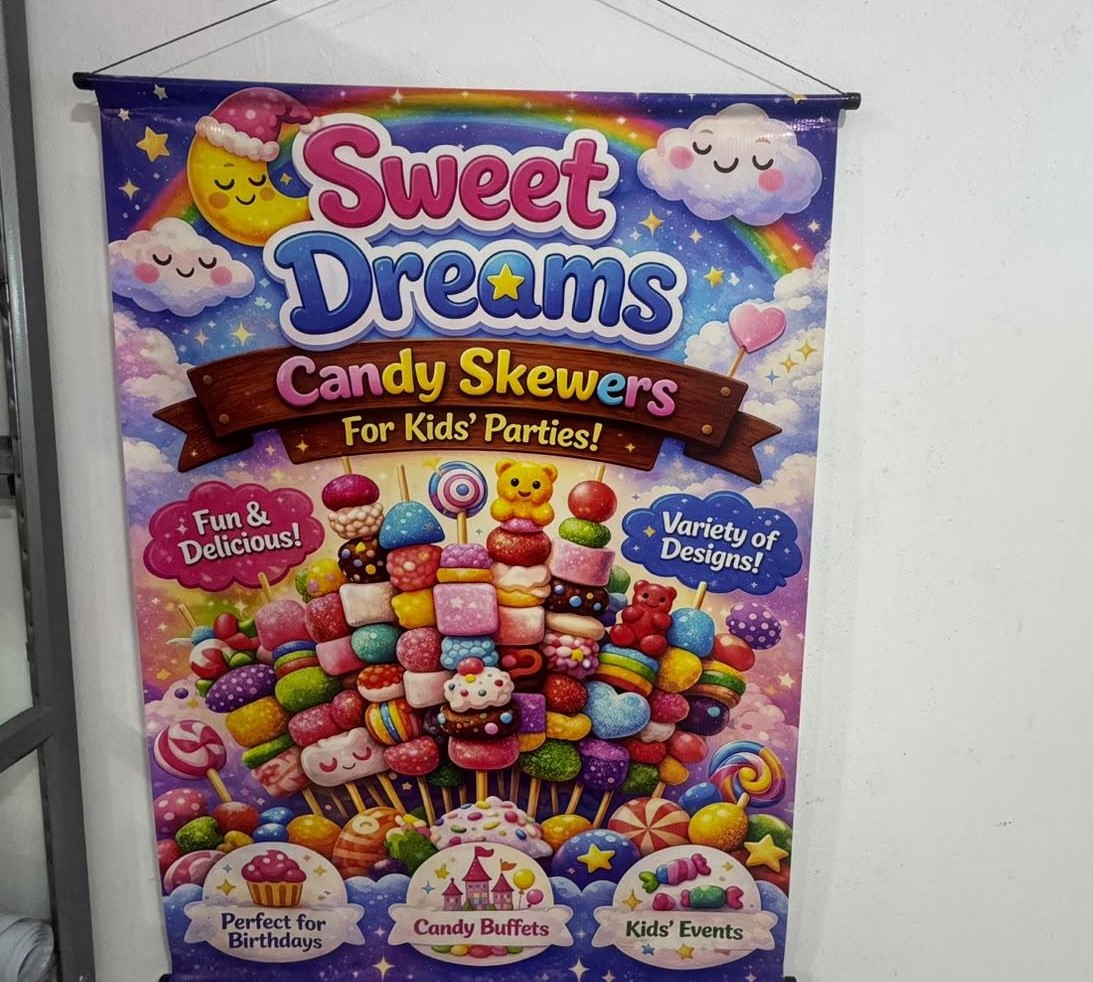 Sweet
Dreams
Candy Skewers
For Kids' Parties!
Fun &
Delicious!
Variety of
Designs!
Perfect for
Birthdays
Candy Buffets
Kids' Events